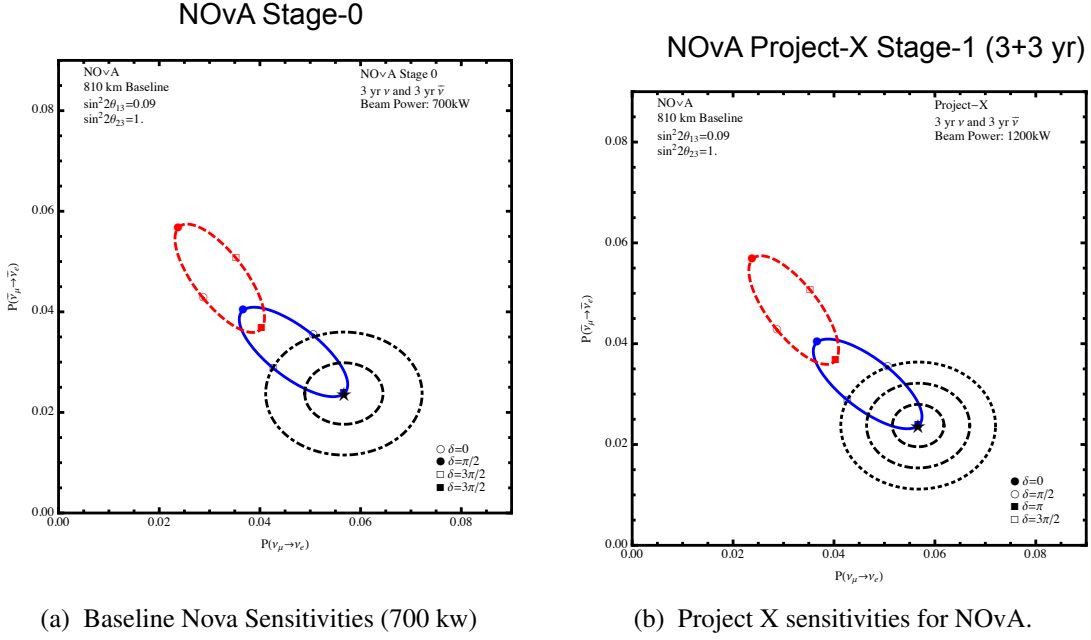 NOvA Stage-0
NOνA
810 km Baseline
sin²2θ₁₃=0.09
sin²2θ₂₃=1.
NOνA Stage 0
3 yr ν and 3 yr ν̅
Beam Power: 700kW
0.08
0.06
0.04
0.02
0.00
P(ν̅μ→ν̅e)
○ δ=0
● δ=π/2
□ δ=3π/2
■ δ=3π/2
0.00 0.02 0.04 0.06 0.08
P(νμ→νe)
(a) Baseline Nova Sensitivities (700 kw)
NOvA Project-X Stage-1 (3+3 yr)
NOνA
810 km Baseline
sin²2θ₁₃=0.09
sin²2θ₂₃=1.
Project−X
3 yr ν and 3 yr ν̅
Beam Power: 1200kW
0.08
0.06
0.04
0.02
0.00
P(ν̅μ→ν̅e)
● δ=0
○ δ=π/2
■ δ=π
□ δ=3π/2
0.00 0.02 0.04 0.06 0.08
P(νμ→νe)
(b) Project X sensitivities for NOvA.